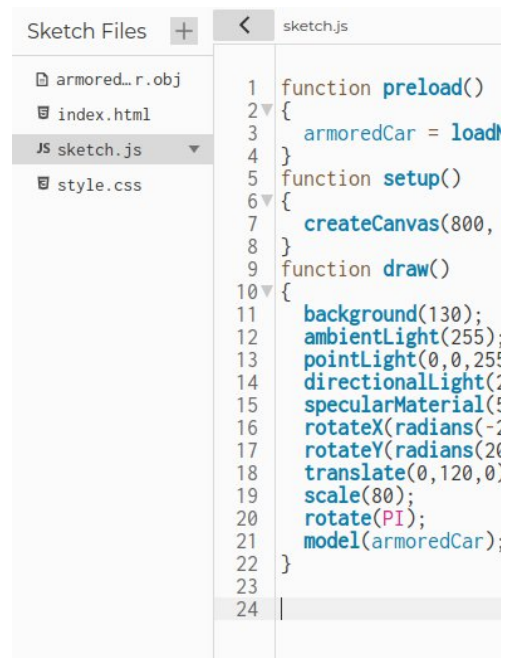 Sketch Files +
armored…r.obj
index.html
JS sketch.js
style.css
< sketch.js
1 function preload()
2 {
3 armoredCar = loadM
4 }
5 function setup()
6 {
7 createCanvas(800,
8 }
9 function draw()
10 {
11 background(130);
12 ambientLight(255);
13 pointLight(0,0,255
14 directionalLight(2
15 specularMaterial(5
16 rotateX(radians(-2
17 rotateY(radians(20
18 translate(0,120,0)
19 scale(80);
20 rotate(PI);
21 model(armoredCar);
22 }
23
24